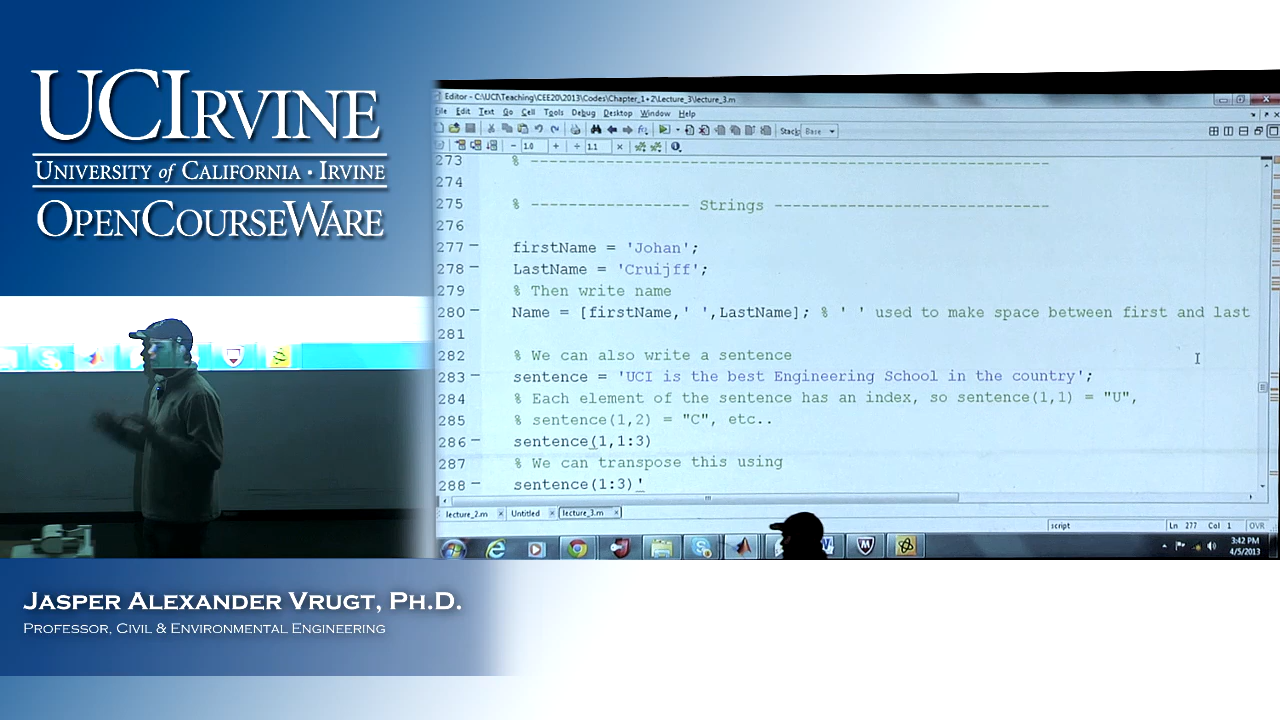 UCIRVINE
UNIVERSITY of CALIFORNIA · IRVINE
OPENCOURSEWARE
Editor - C:\UCI\Teaching\CEE20\2013\Codes\Chapter_1+2\Lecture_3\lecture_3.m
File Edit Text Go Cell Tools Debug Desktop Window Help
Stack: Base
1.0 1.1
273 % --------------------------------------------------------
274
275 % ----------------- Strings -----------------------------
276
277 firstName = 'Johan';
278 LastName = 'Cruijff';
279 % Then write name
280 Name = [firstName,' ',LastName]; % ' ' used to make space between first and last
281
282 % We can also write a sentence
283 sentence = 'UCI is the best Engineering School in the country';
284 % Each element of the sentence has an index, so sentence(1,1) = "U",
285 % sentence(1,2) = "C", etc..
286 sentence(1,1:3)
287 % We can transpose this using
288 sentence(1:3)'
lecture_2.m Untitled lecture_3.m
script Ln 277 Col 1 OVR
3:42 PM
4/5/2013
JASPER ALEXANDER VRUGT, PH.D.
PROFESSOR, CIVIL & ENVIRONMENTAL ENGINEERING